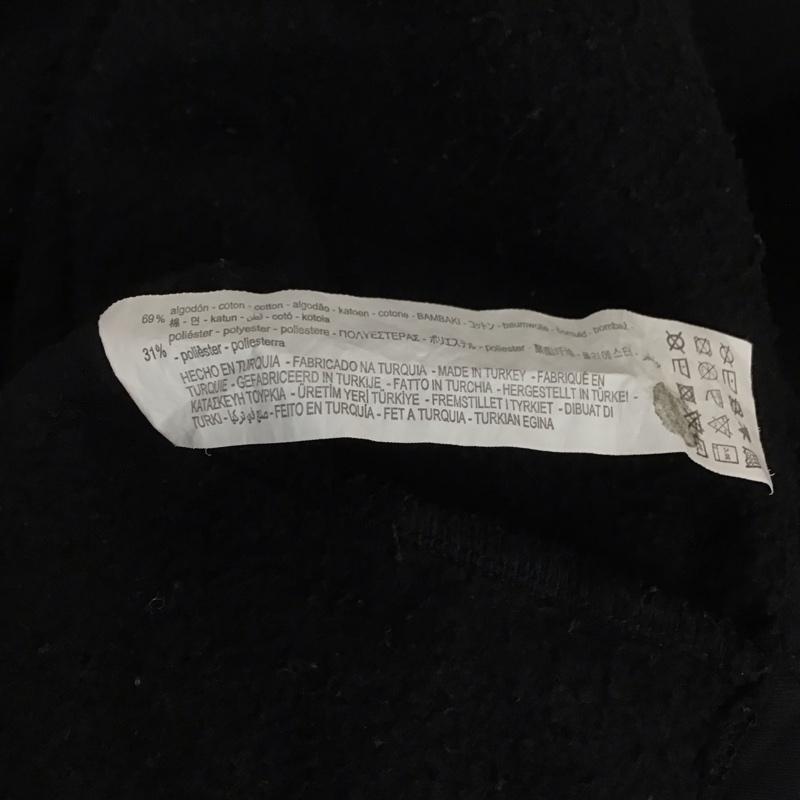 69% algodón - coton - cotton - algodão - katoen - cotone - BAMBAKI - コットン - baumwolle - bomuld - bombaž -
棉 - 면 - katun - قطن - cotó - kotoia
31% poliéster - polyester - poliestere - ΠΟΛΥΕΣΤΕΡΑΣ - ポリエステル - polyester - 聚酯纤维 - 폴리에스터 -
- polièster - poliesterra
HECHO EN TURQUIA - FABRICADO NA TURQUIA - MADE IN TURKEY - FABRIQUÉ EN
TURQUIE - GEFABRICEERD IN TURKIJE - FATTO IN TURCHIA - HERGESTELLT IN TÜRKEI -
ΚΑΤΑΣΚΕΥΗ ΤΟΥΡΚΙΑ - ÜRETİM YERİ TÜRKİYE - FREMSTILLET I TYRKIET - DIBUAT DI
TURKI - صنع في تركيا - FEITO EN TURQUÍA - FET A TURQUIA - TURKIAN EGINA